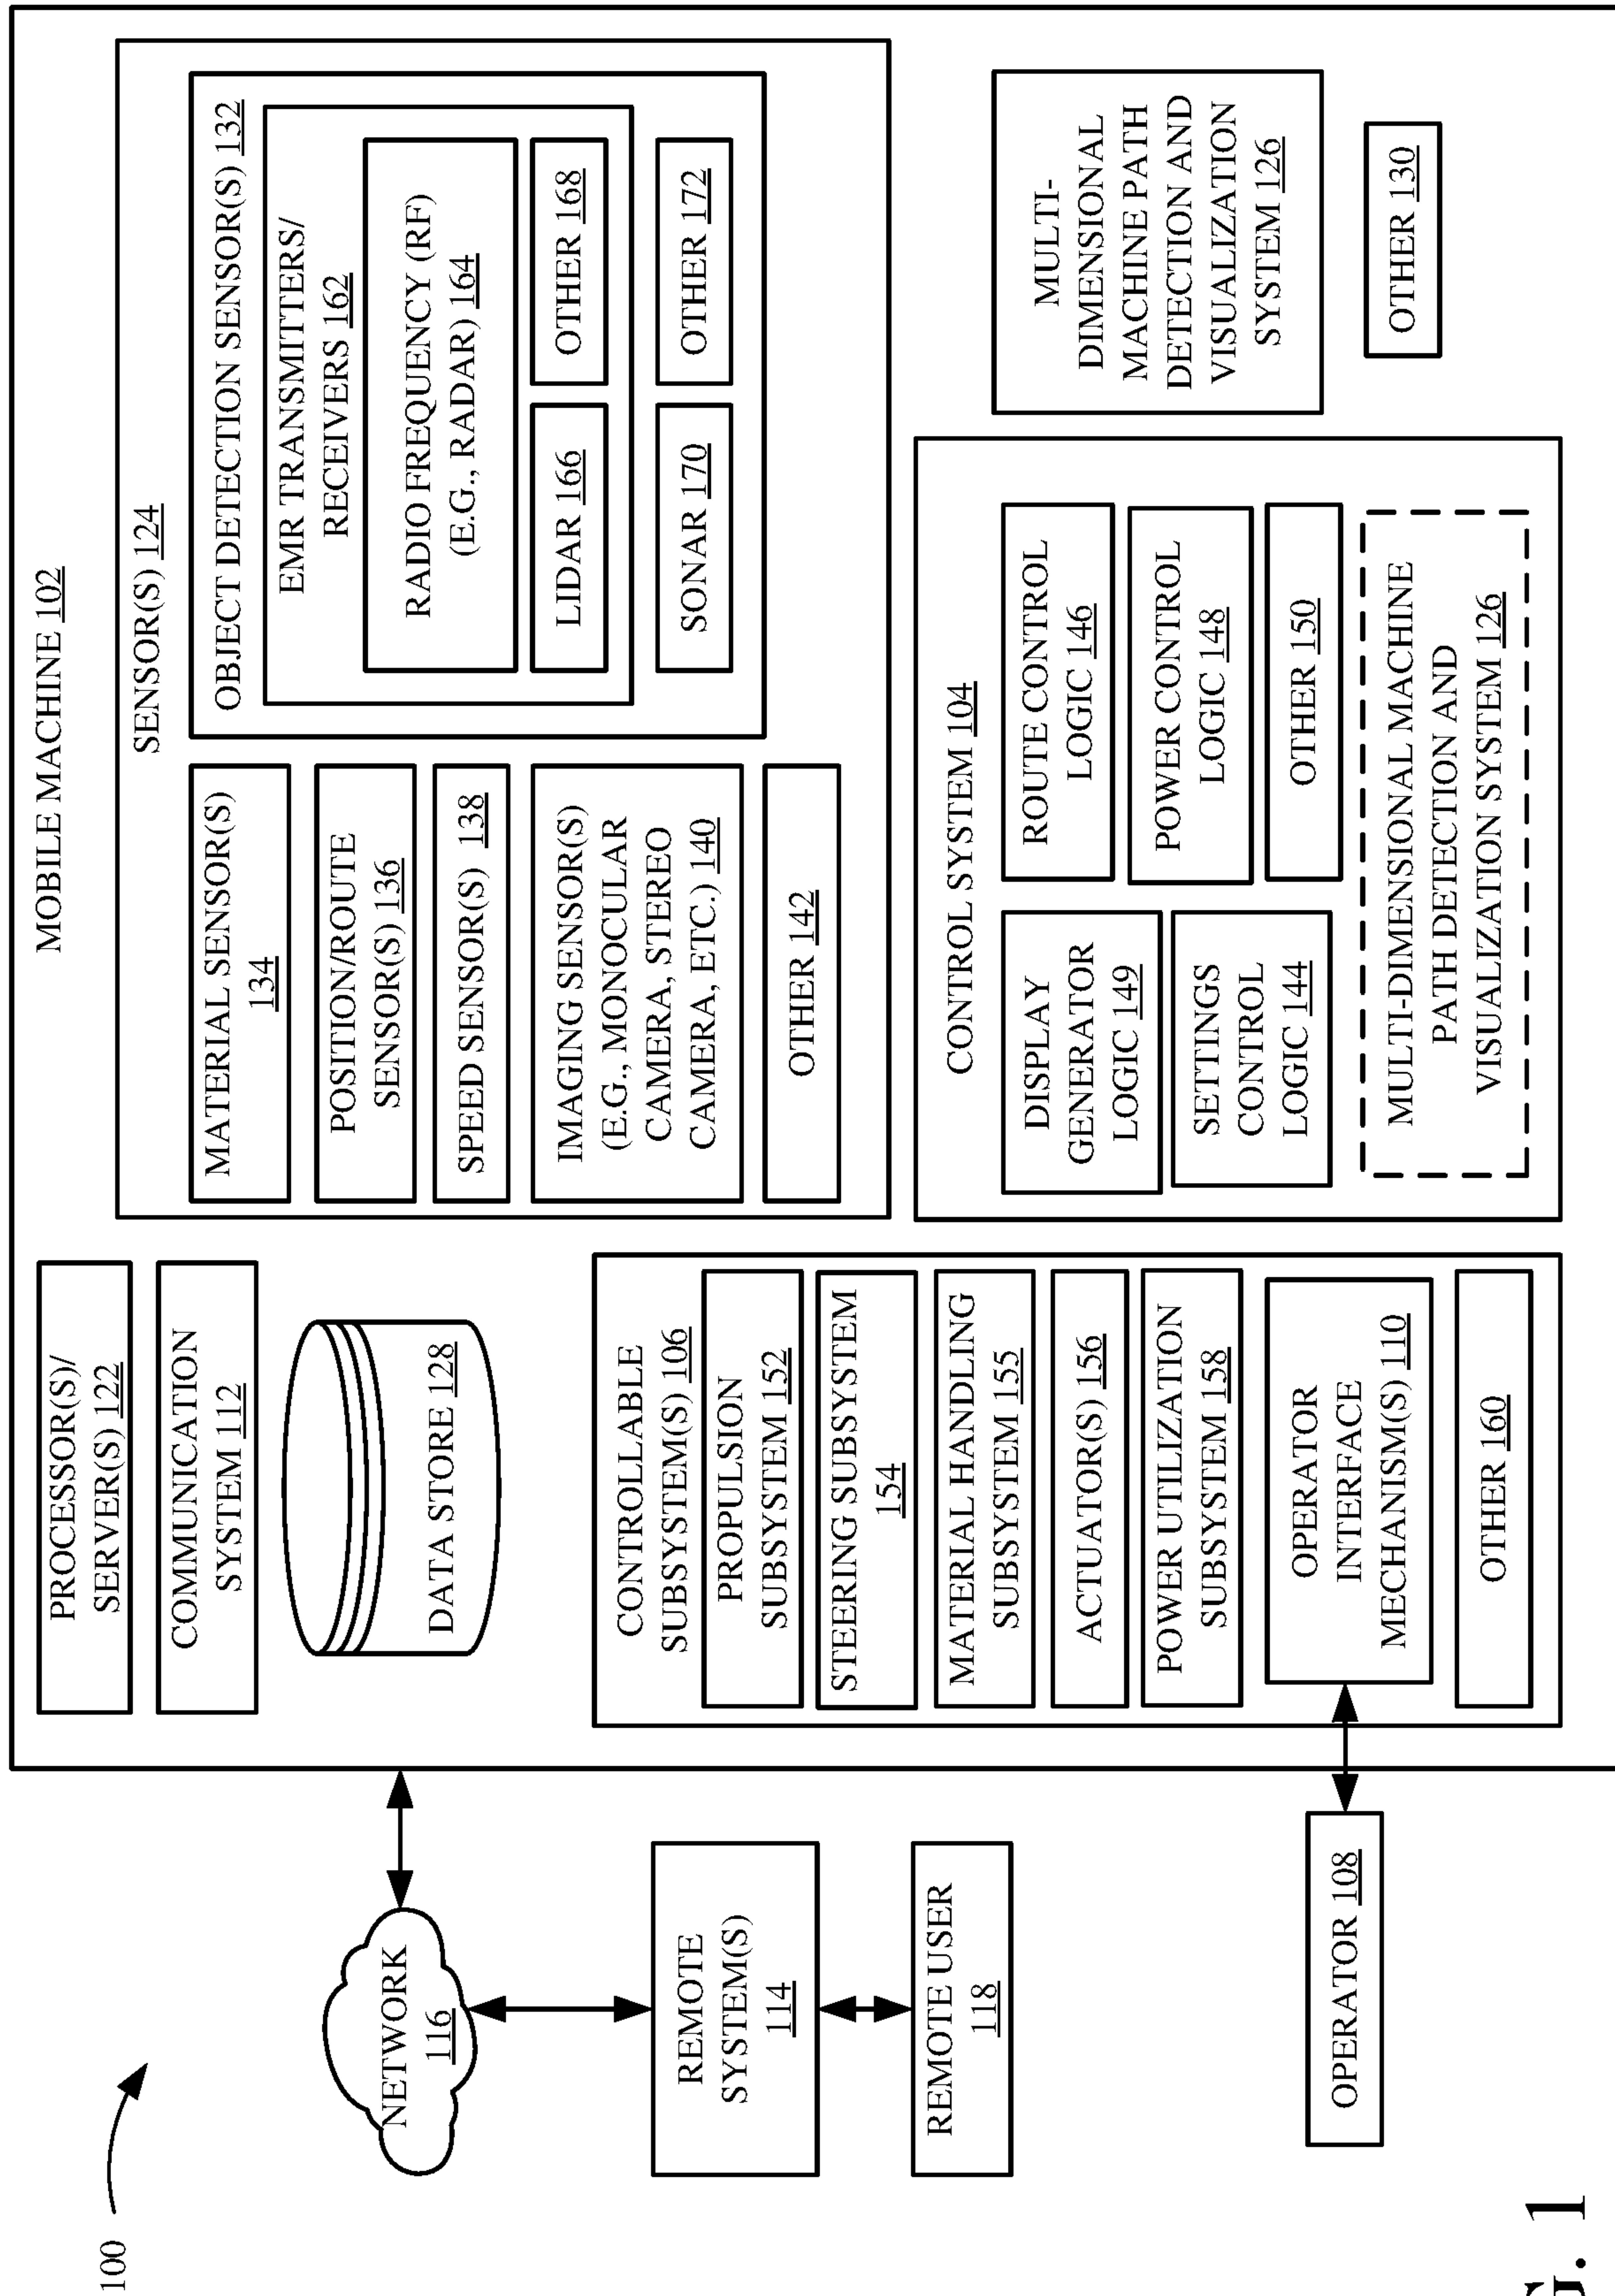 100
MOBILE MACHINE 102
PROCESSOR(S)/
SERVER(S) 122
COMMUNICATION
SYSTEM 112
DATA STORE 128
SENSOR(S) 124
MATERIAL SENSOR(S)
134
POSITION/ROUTE
SENSOR(S) 136
SPEED SENSOR(S) 138
IMAGING SENSOR(S)
(E.G., MONOCULAR
CAMERA, STEREO
CAMERA, ETC.) 140
OTHER 142
OBJECT DETECTION SENSOR(S) 132
EMR TRANSMITTERS/
RECEIVERS 162
RADIO FREQUENCY (RF)
(E.G., RADAR) 164
LIDAR 166
OTHER 168
SONAR 170
OTHER 172
NETWORK
116
REMOTE
SYSTEM(S)
114
REMOTE USER
118
OPERATOR 108
CONTROLLABLE
SUBSYSTEM(S) 106
PROPULSION
SUBSYSTEM 152
STEERING SUBSYSTEM
154
MATERIAL HANDLING
SUBSYSTEM 155
ACTUATOR(S) 156
POWER UTILIZATION
SUBSYSTEM 158
OPERATOR
INTERFACE
MECHANISM(S) 110
OTHER 160
CONTROL SYSTEM 104
DISPLAY
GENERATOR
LOGIC 149
SETTINGS
CONTROL
LOGIC 144
ROUTE CONTROL
LOGIC 146
POWER CONTROL
LOGIC 148
OTHER 150
MULTI-DIMENSIONAL MACHINE
PATH DETECTION AND
VISUALIZATION SYSTEM 126
MULTI-
DIMENSIONAL
MACHINE PATH
DETECTION AND
VISUALIZATION
SYSTEM 126
OTHER 130
G. 1